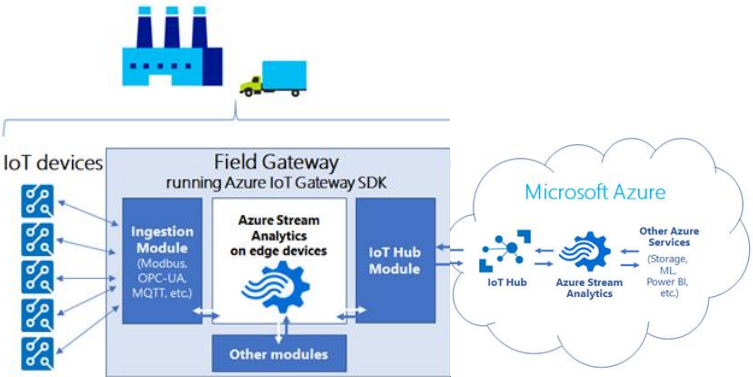 IoT devices
Field Gateway
running Azure IoT Gateway SDK
Ingestion
Module
(Modbus,
OPC-UA,
MQTT, etc.)
Azure Stream
Analytics
on edge devices
IoT Hub
Module
Other modules
Microsoft Azure
IoT Hub
Azure Stream
Analytics
Other Azure
Services
(Storage,
ML,
Power BI,
etc.)